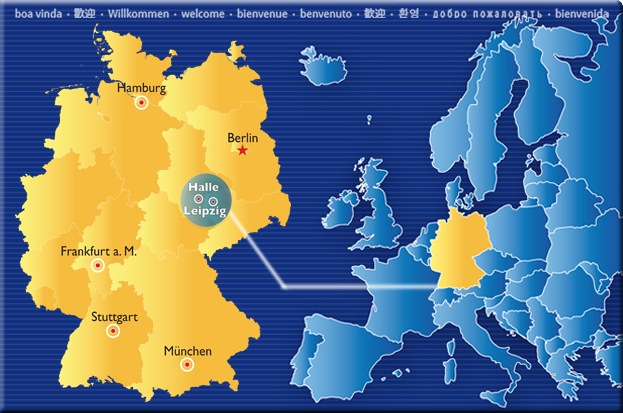 boa vinda · 歡迎 · Willkommen · welcome · bienvenue · benvenuto · 歓迎 · 환영 · добро пожаловать · bienvenida
Hamburg
Berlin
Halle
Leipzig
Frankfurt a. M.
Stuttgart
München